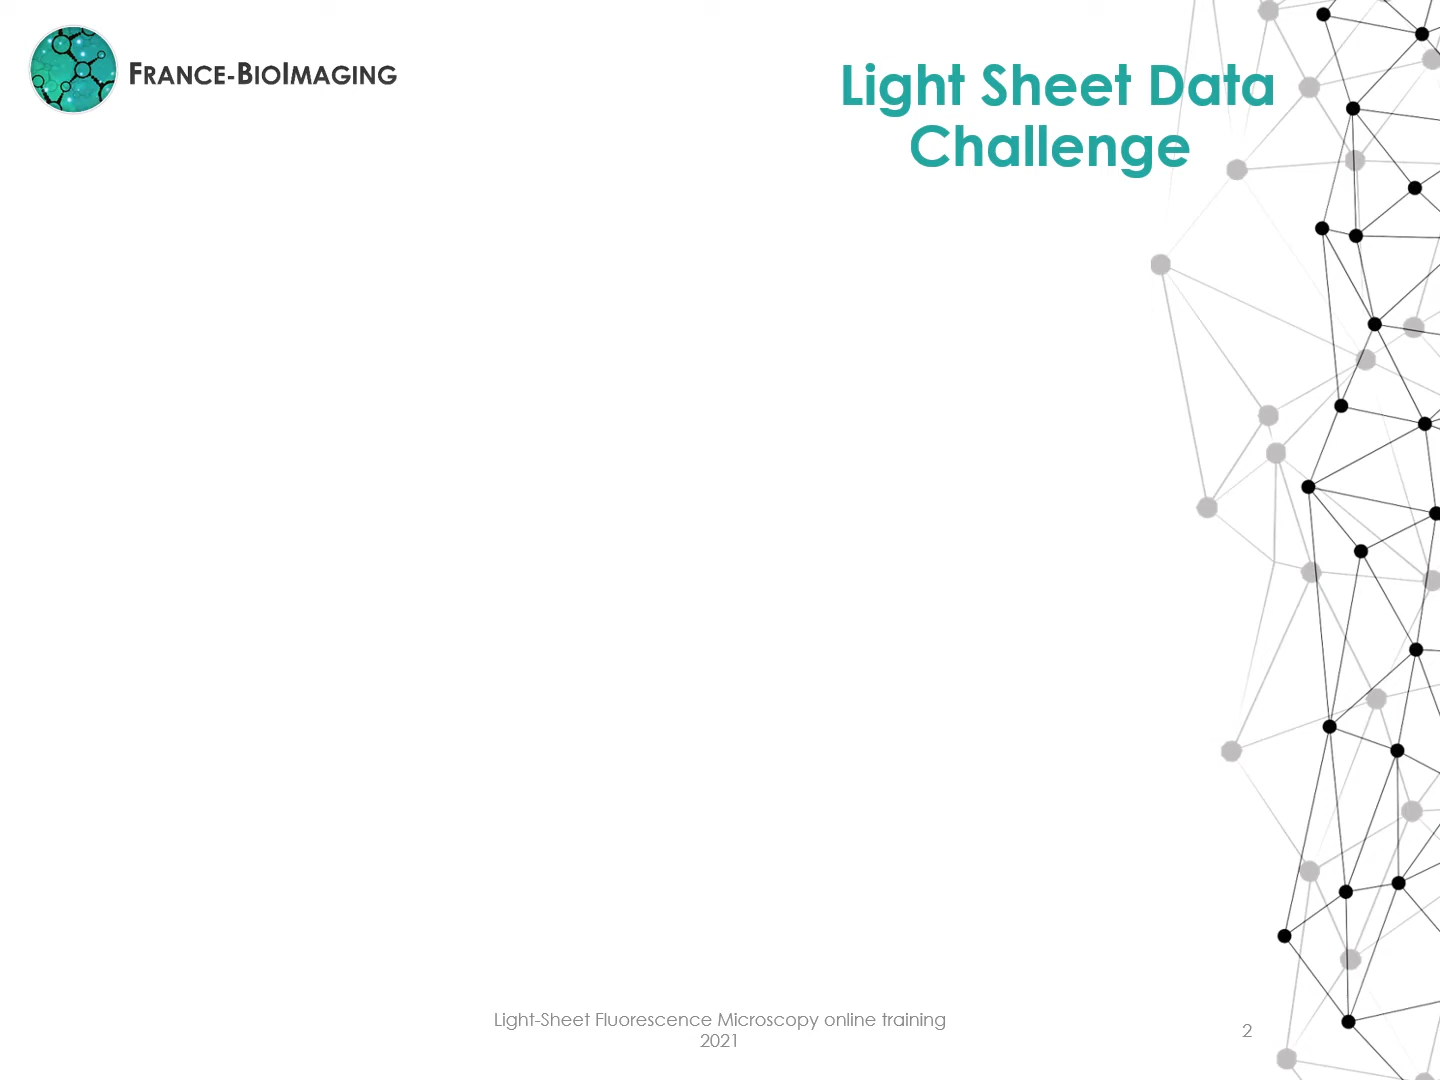 FRANCE-BIOIMAGING
Light Sheet Data
Challenge
Light-Sheet Fluorescence Microscopy online training
2021
2